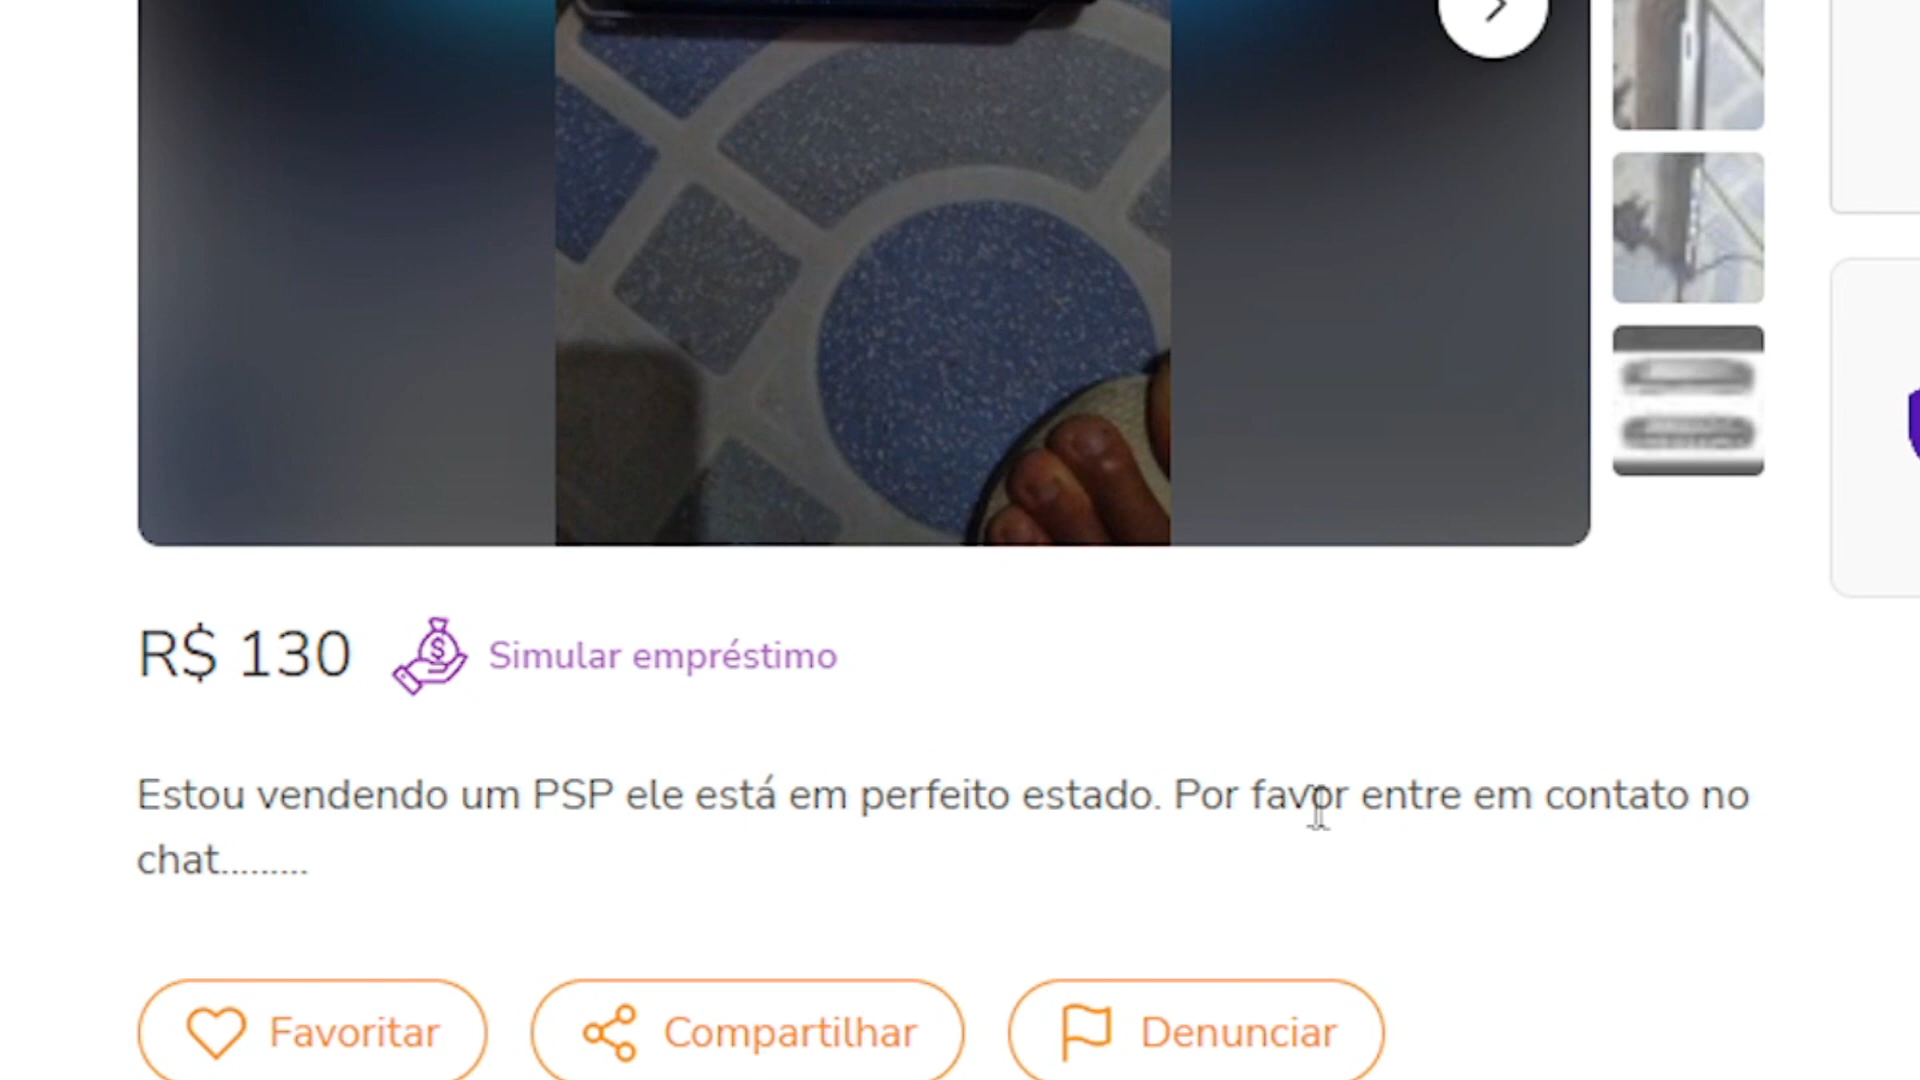 R$ 130 Simular empréstimo
Estou vendendo um PSP ele está em perfeito estado. Por favor entre em contato no
chat.........
Favoritar Compartilhar Denunciar